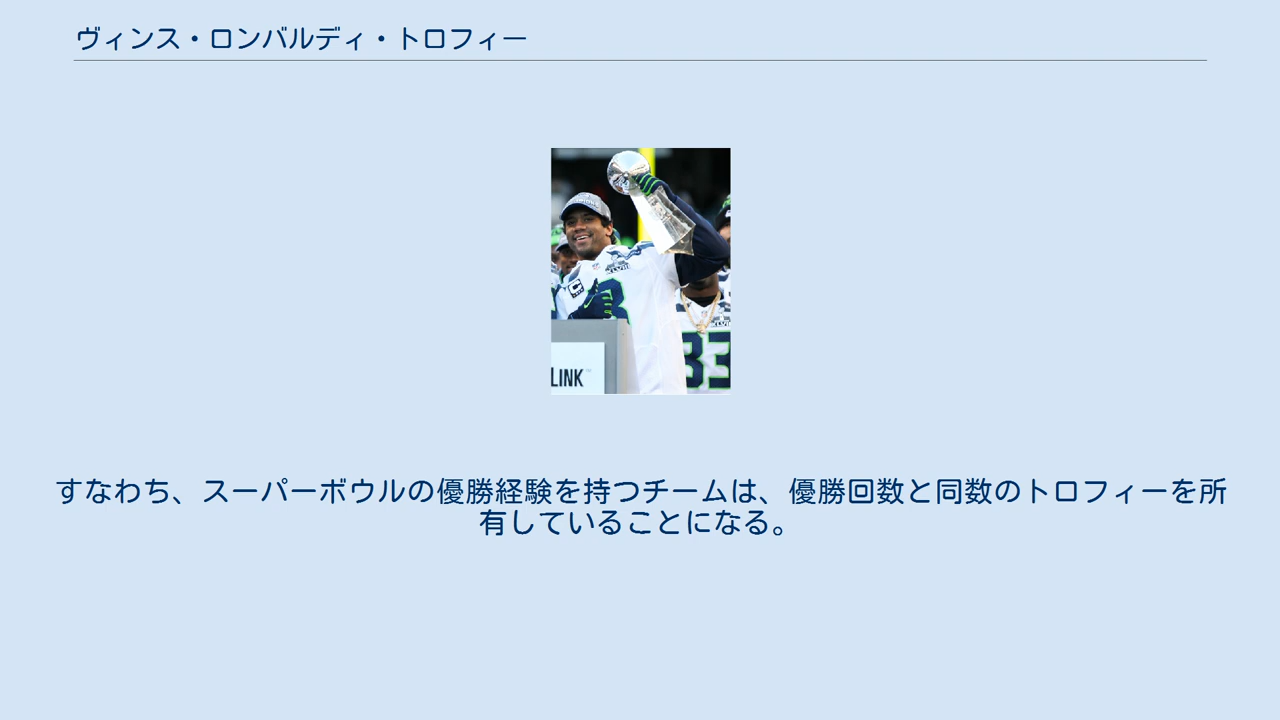 ヴィンス・ロンバルディ・トロフィー
LINK
33
すなわち、スーパーボウルの優勝経験を持つチームは、優勝回数と同数のトロフィーを所
有していることになる。